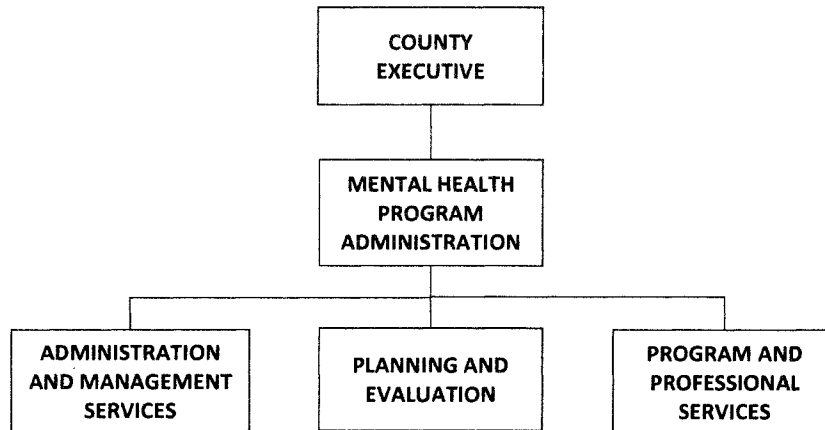 COUNTY
EXECUTIVE
MENTAL HEALTH
PROGRAM
ADMINISTRATION
ADMINISTRATION
AND MANAGEMENT
SERVICES
PLANNING AND
EVALUATION
PROGRAM AND
PROFESSIONAL
SERVICES